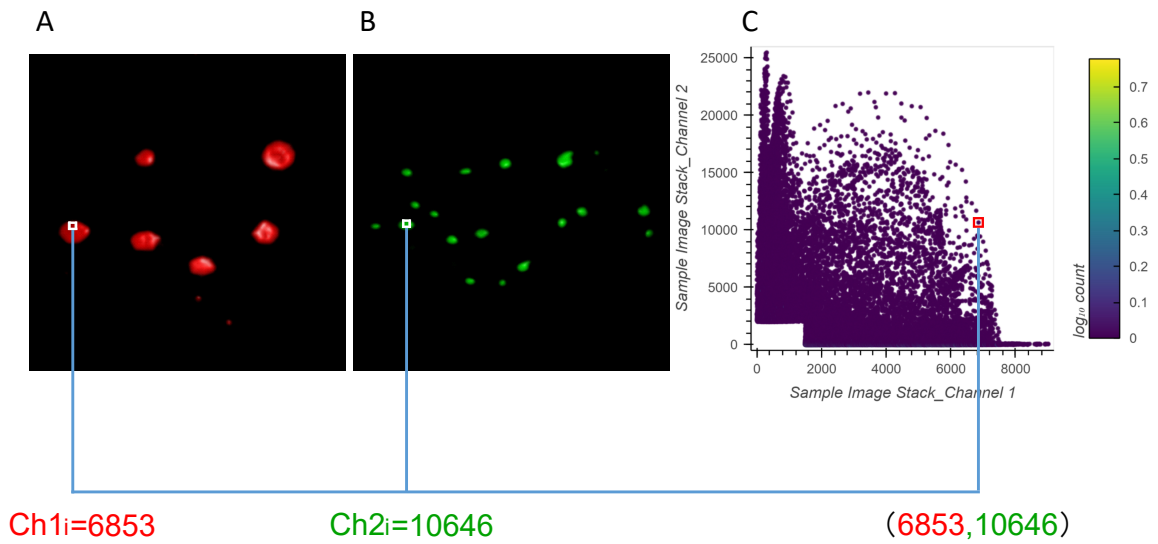 A
B
C
25000
20000
15000
10000
5000
0
Sample Image Stack_Channel 2
0
2000
4000
6000
8000
Sample Image Stack_Channel 1
0.7
0.6
0.5
0.4
0.3
0.2
0.1
0
log₁₀ count
Ch1i=6853
Ch2i=10646
(6853,10646)